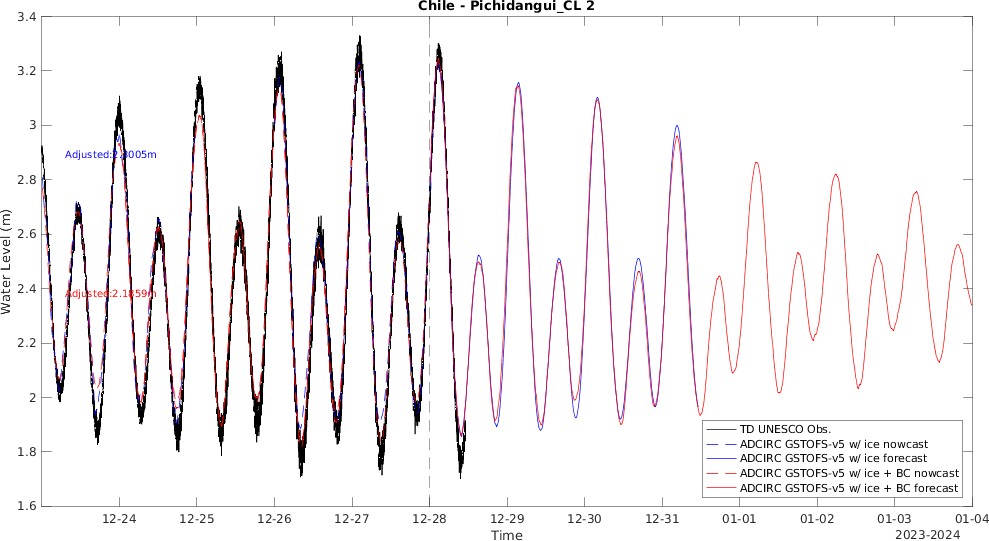 Chile - Pichidangui_CL 2
3.4
3.2
3
2.8
2.6
2.4
2.2
2
1.8
1.6
Water Level (m)
Adjusted:2.3005m
Adjusted:2.1859m
TD UNESCO Obs.
ADCIRC GSTOFS-v5 w/ ice nowcast
ADCIRC GSTOFS-v5 w/ ice forecast
ADCIRC GSTOFS-v5 w/ ice + BC nowcast
ADCIRC GSTOFS-v5 w/ ice + BC forecast
12-24 12-25 12-26 12-27 12-28 12-29 12-30 12-31 01-01 01-02 01-03 01-04
Time
2023-2024